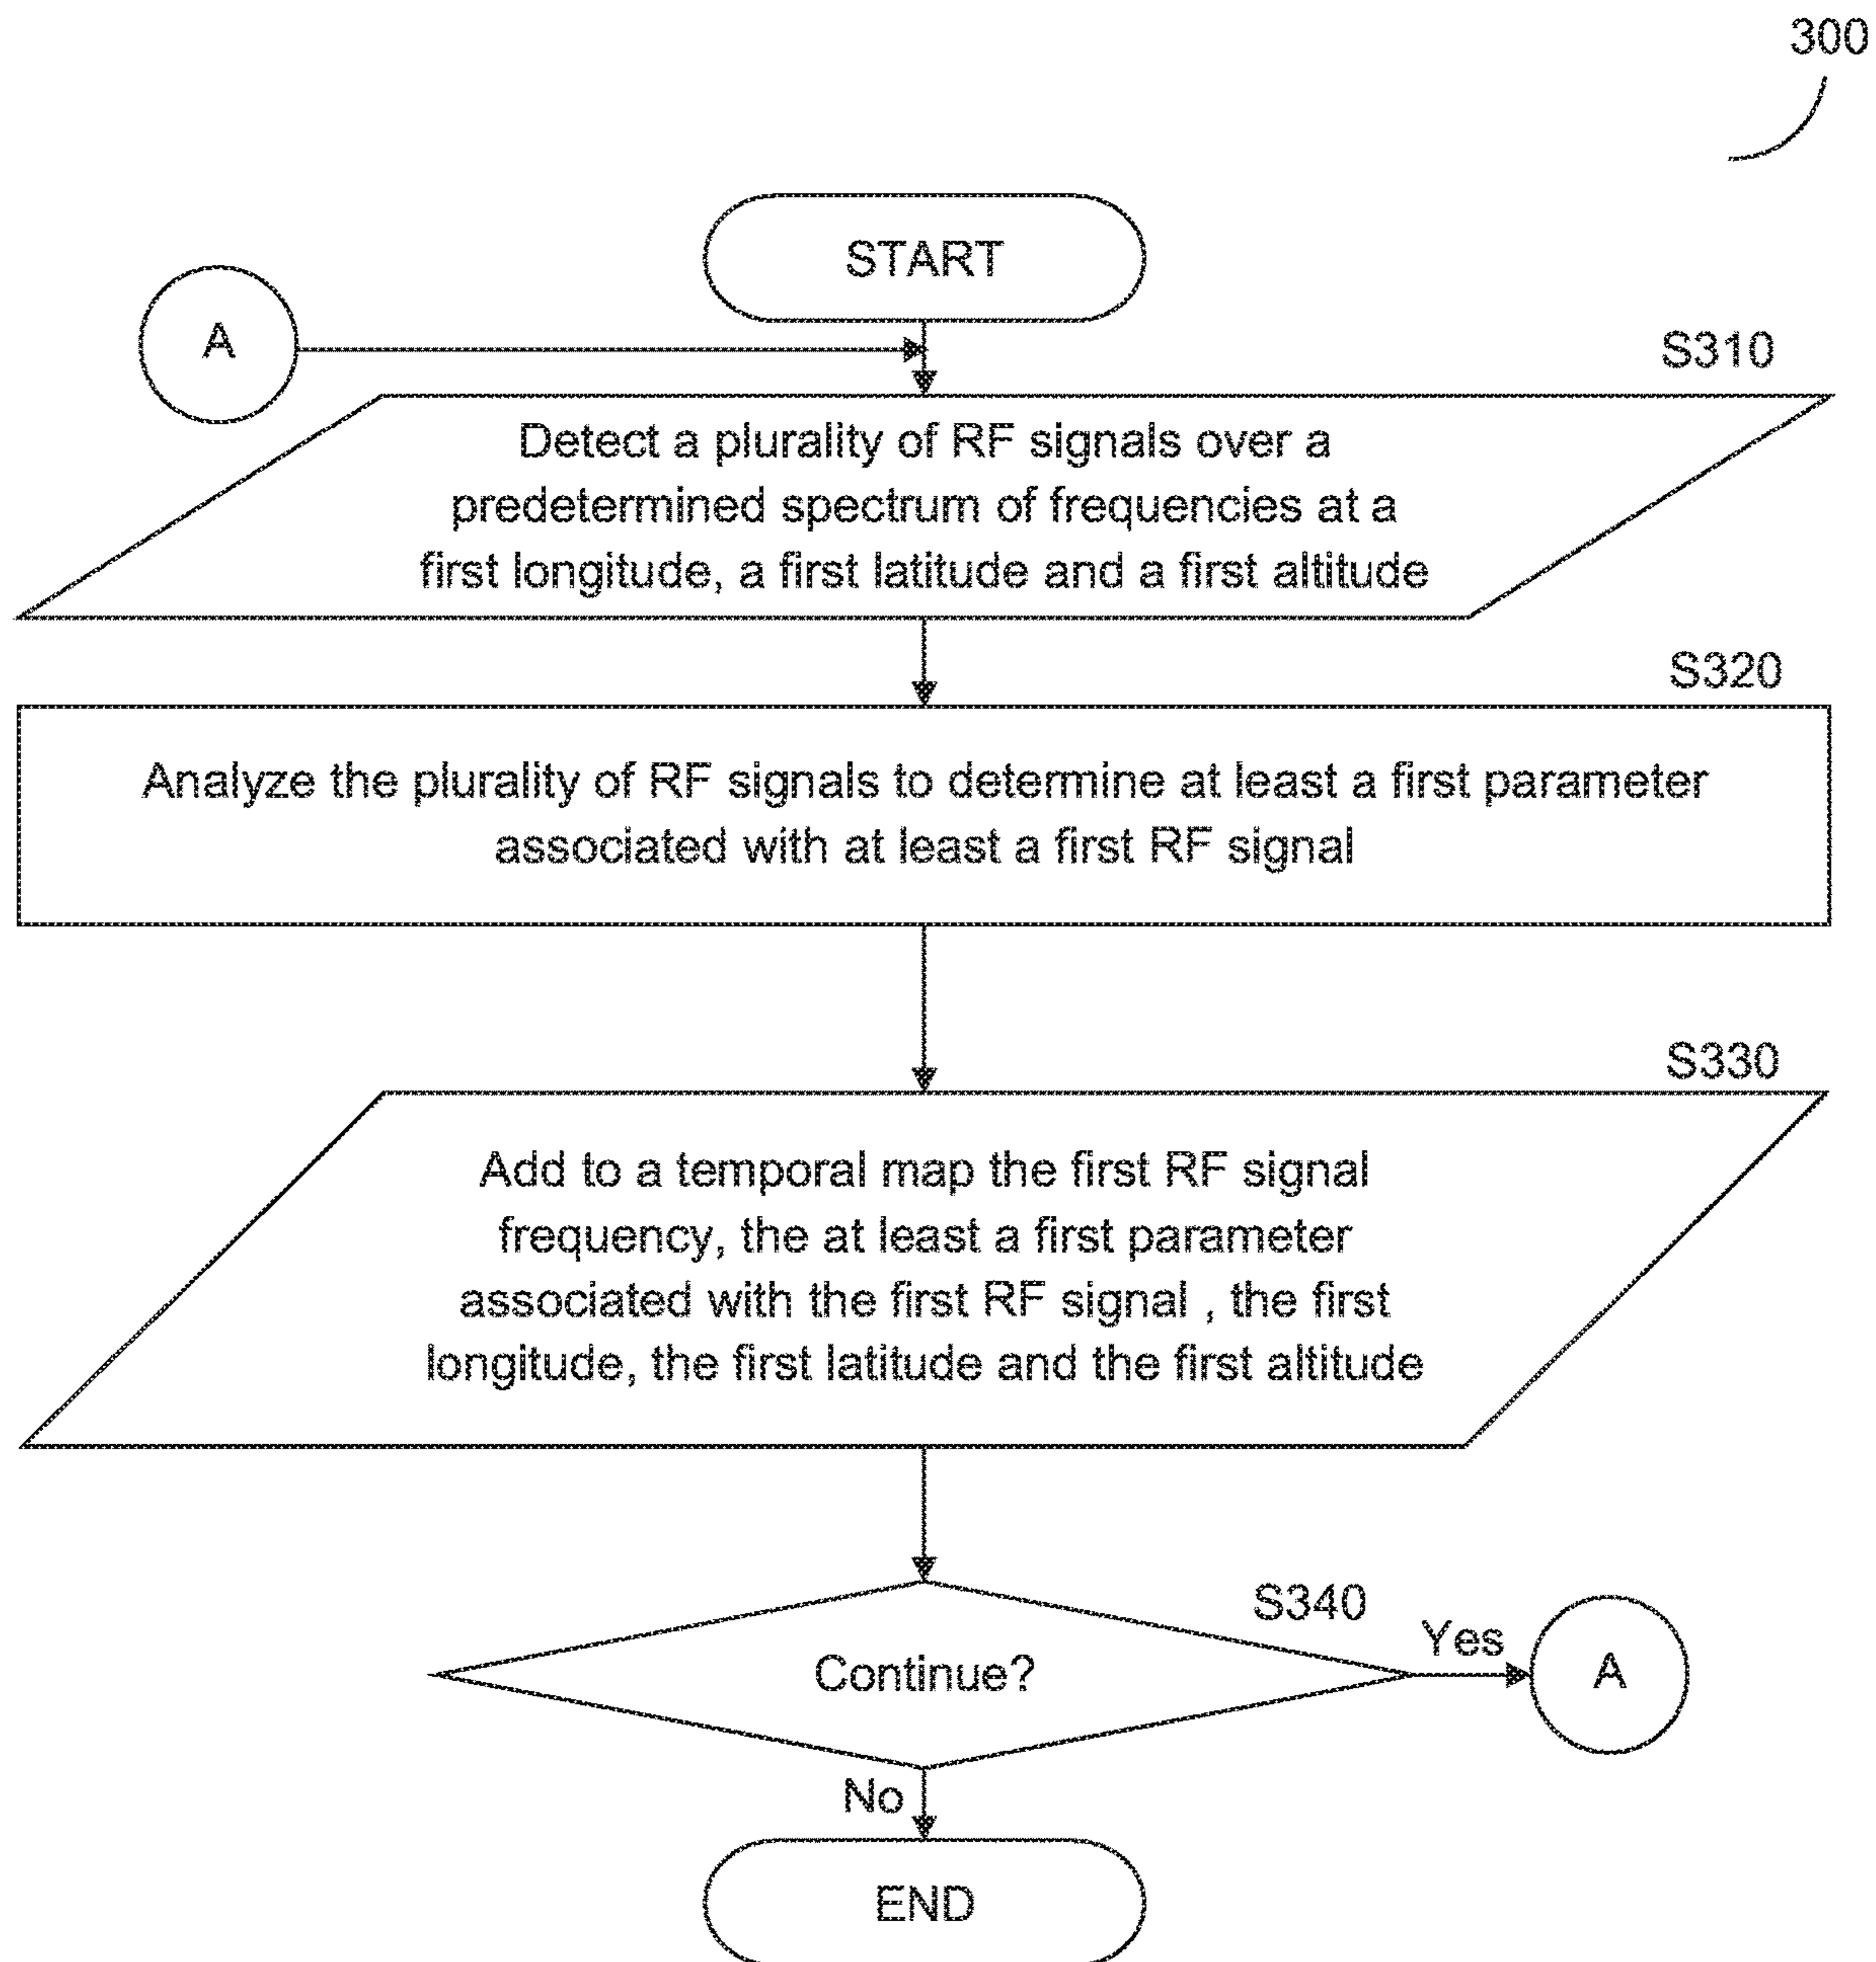 300
START
A
S310
Detect a plurality of RF signals over a
predetermined spectrum of frequencies at a
first longitude, a first latitude and a first altitude
S320
Analyze the plurality of RF signals to determine at least a first parameter
associated with at least a first RF signal
S330
Add to a temporal map the first RF signal
frequency, the at least a first parameter
associated with the first RF signal , the first
longitude, the first latitude and the first altitude
S340
Continue?
Yes
A
No
END